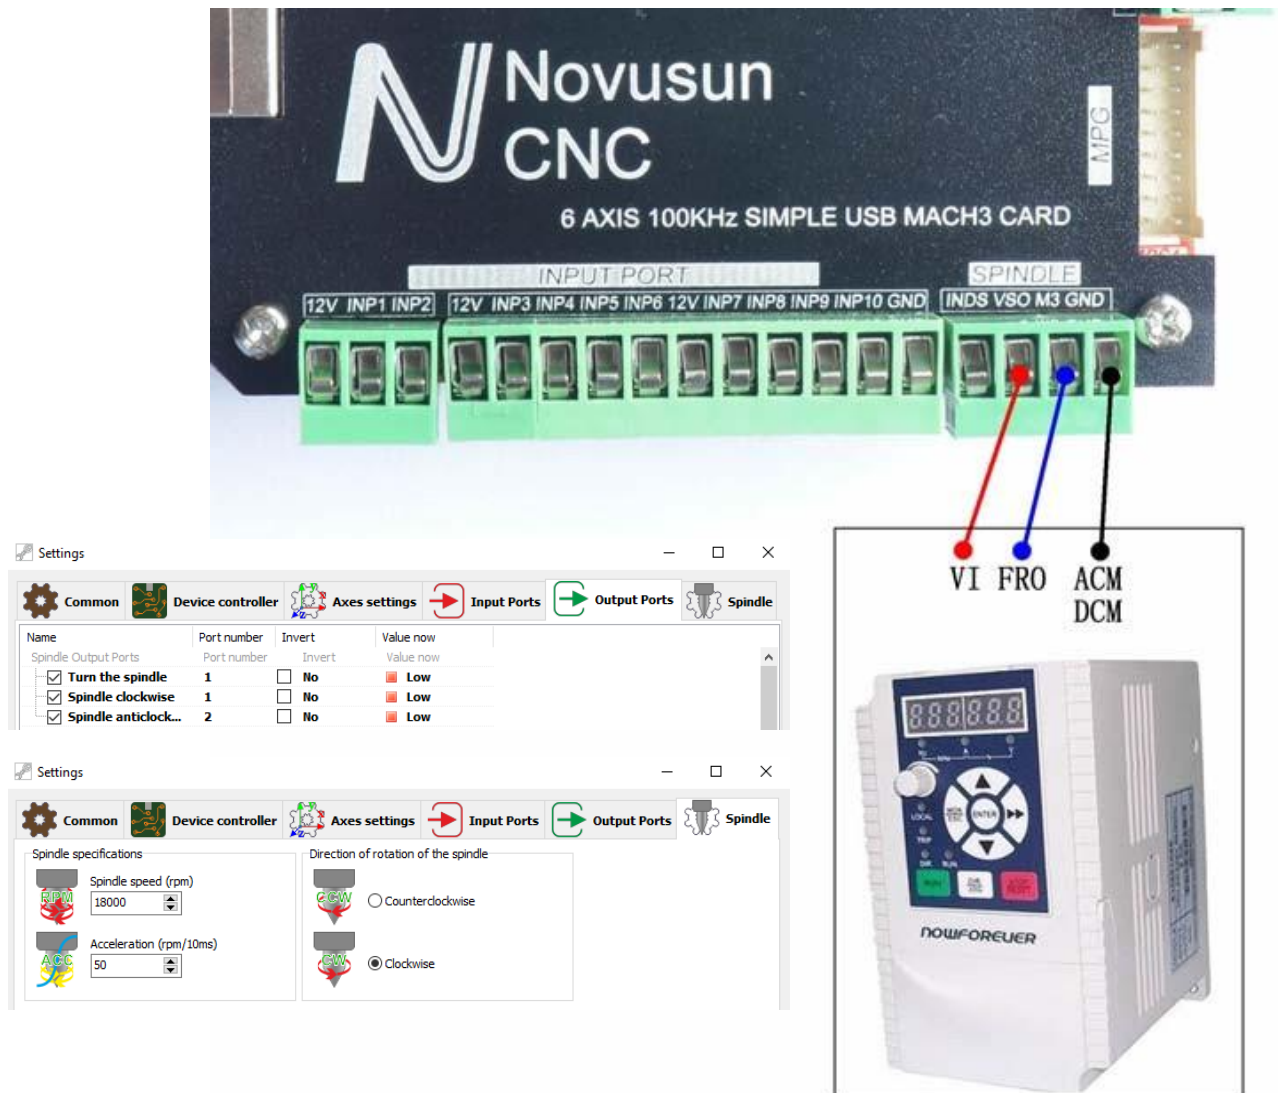 Novusun
CNC
MPG
6 AXIS 100KHz SIMPLE USB MACH3 CARD
INPUT PORT
SPINDLE
12V INP1 INP2
12V INP3 INP4 INP5 INP6 12V INP7 INP8 INP9 INP10 GND
INDS VSO M3 GND
VI FRO ACM
DCM
Settings
Common Device controller Axes settings Input Ports Output Ports Spindle
Name Port number Invert Value now
Spindle Output Ports Port number Invert Value now
Turn the spindle 1 No Low
Spindle clockwise 1 No Low
Spindle anticlock... 2 No Low
Settings
Common Device controller Axes settings Input Ports Output Ports Spindle
Spindle specifications
Direction of rotation of the spindle
RPM
Spindle speed (rpm)
18000
CCW
Counterclockwise
ACC
Acceleration (rpm/10ms)
50
CW
Clockwise
ENTER
LOCAL
TRIP
DIR RUN
RUN
STOP
NOWFOREVER